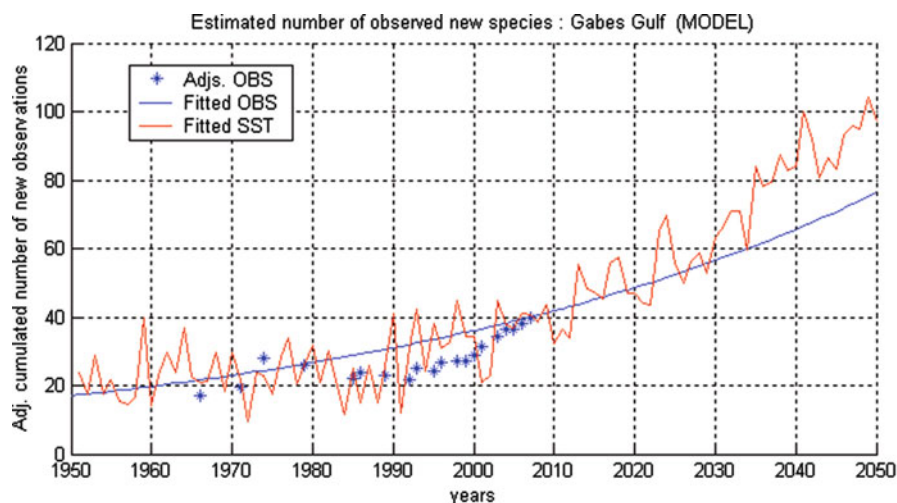 Estimated number of observed new species : Gabes Gulf (MODEL)
Adj. cumulated number of new observations
120
100
80
60
40
20
0
Adjs. OBS
Fitted OBS
Fitted SST
1950 1960 1970 1980 1990 2000 2010 2020 2030 2040 2050
years